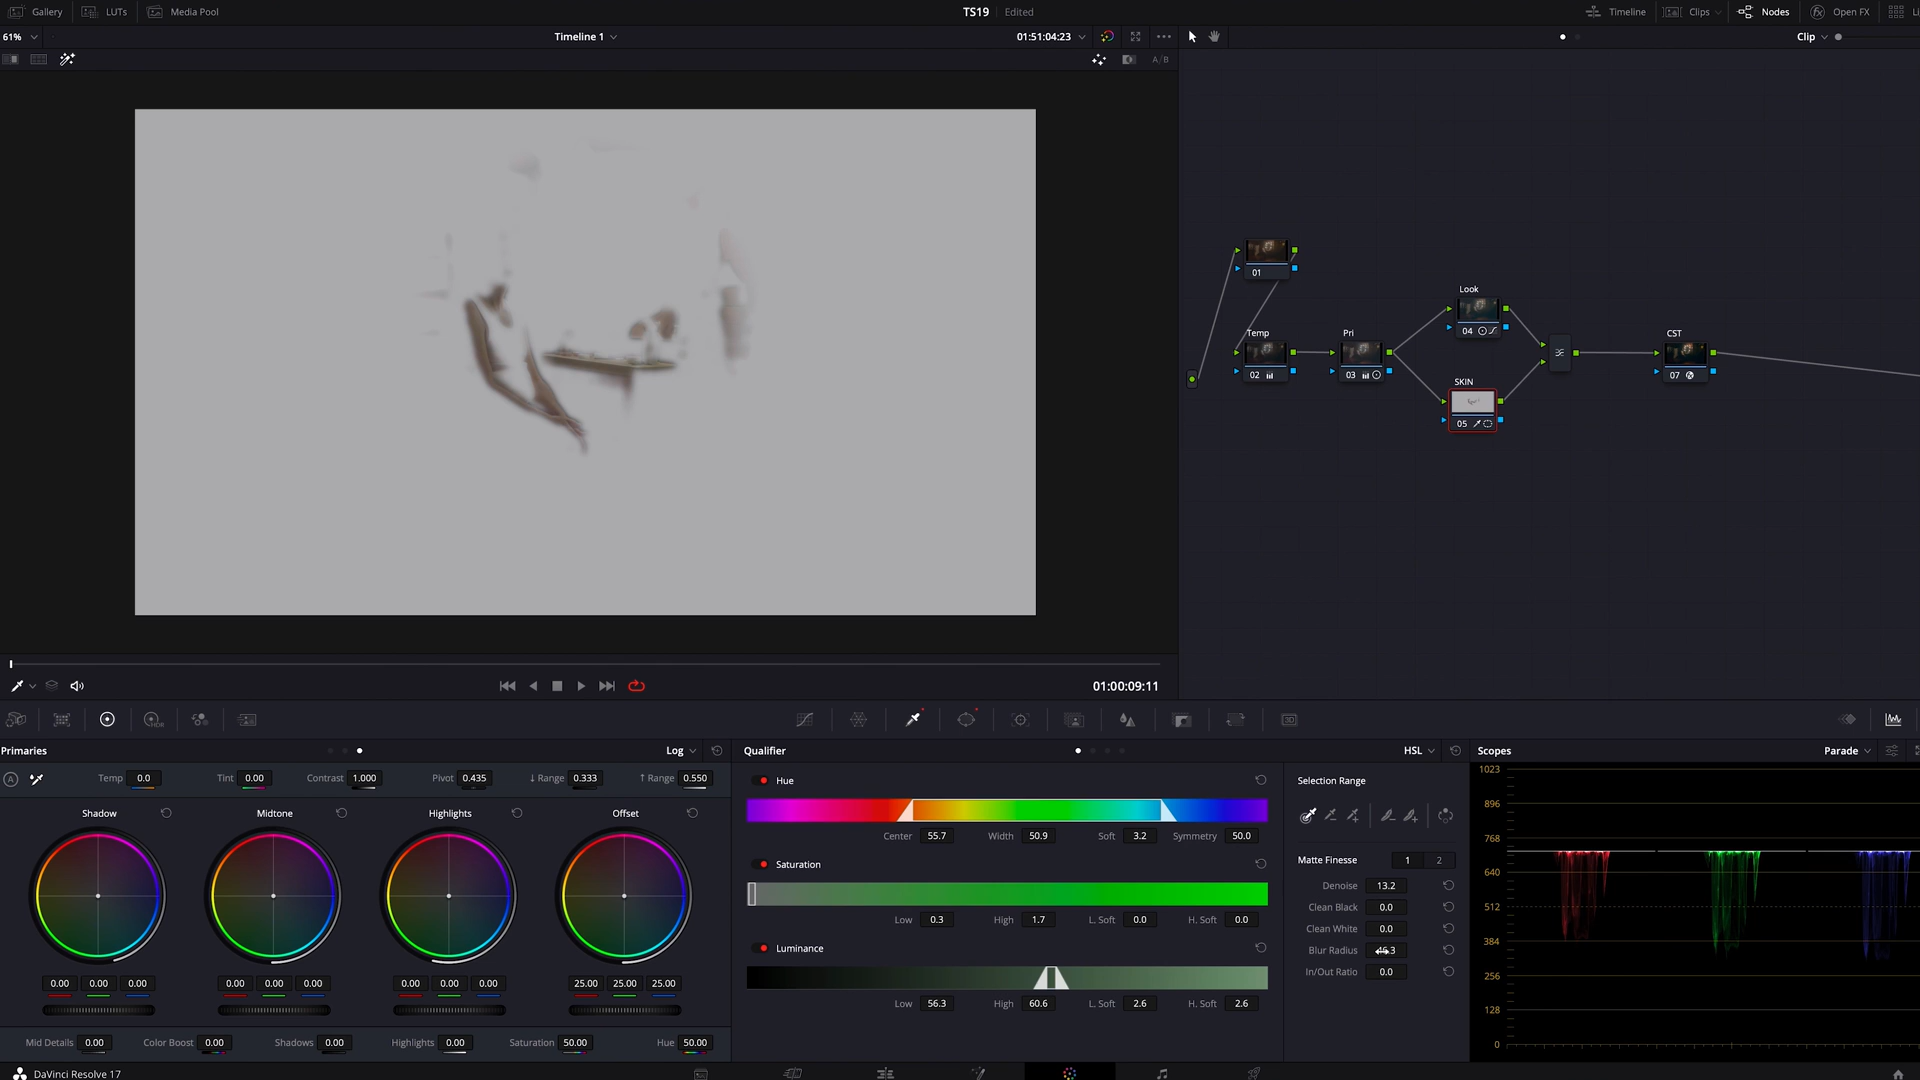 Gallery LUTs Media Pool TS19 Edited Timeline Clips Nodes Open FX Li
61% Timeline 1 01:51:04:23 Clip
A/B
01
Look
04
Temp
02
Pri
03
CST
07
SKIN
05
01:00:09:11
HDR
3D
Primaries Log
Qualifier HSL
Scopes Parade
A Temp 0.0 Tint 0.00 Contrast 1.000 Pivot 0.435 ↓ Range 0.333 ↑ Range 0.550
Shadow Midtone Highlights Offset
0.00 0.00 0.00 0.00 0.00 0.00 0.00 0.00 0.00 25.00 25.00 25.00
Mid Details 0.00 Color Boost 0.00 Shadows 0.00 Highlights 0.00 Saturation 50.00 Hue 50.00
Hue
Center 55.7 Width 50.9 Soft 3.2 Symmetry 50.0
Saturation
Low 0.3 High 1.7 L. Soft 0.0 H. Soft 0.0
Luminance
Low 56.3 High 60.6 L. Soft 2.6 H. Soft 2.6
Selection Range
Matte Finesse 1 2
Denoise 13.2
Clean Black 0.0
Clean White 0.0
Blur Radius
In/Out Ratio 0.0
1023
896
768
640
512
384
256
128
0
DaVinci Resolve 17